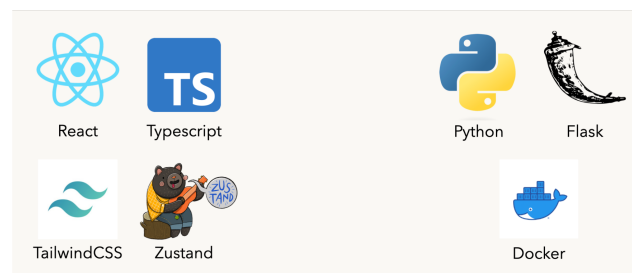 TS
React Typescript Python Flask
ZUS
TAND
TailwindCSS Zustand Docker